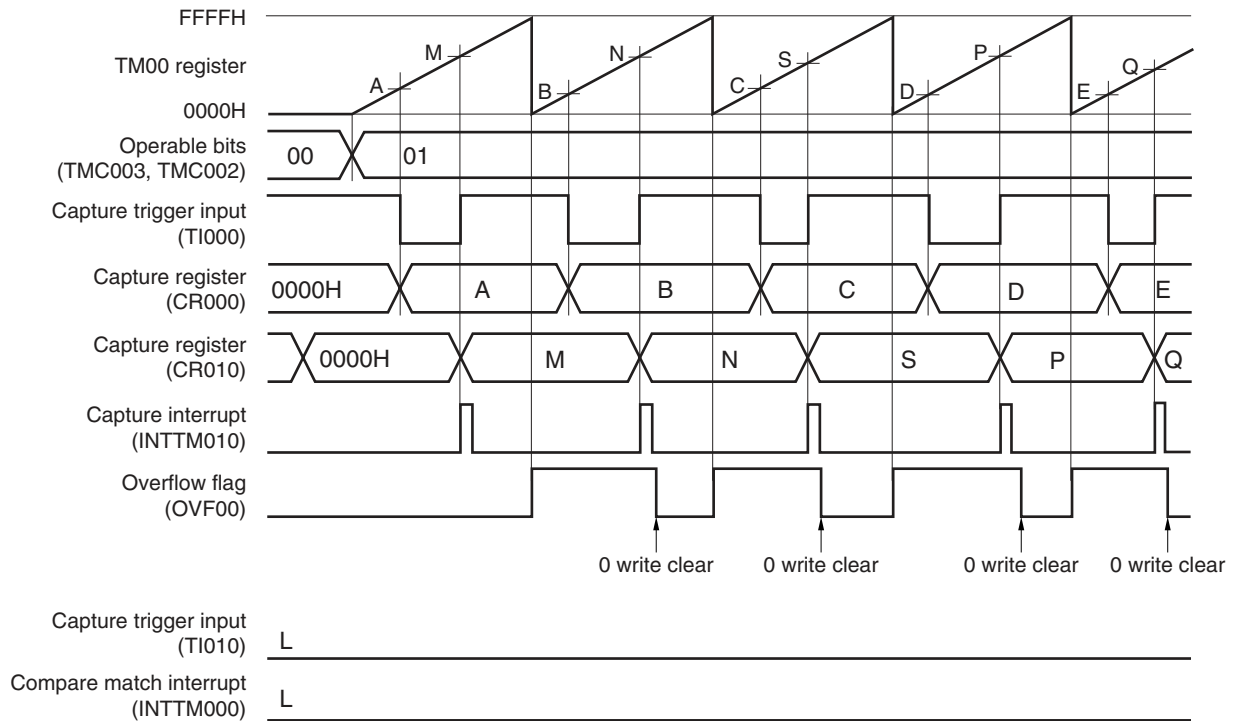 FFFFH
TM00 register
0000H
A M B N C S D P E Q
Operable bits
(TMC003, TMC002)
00 01
Capture trigger input
(TI000)
Capture register
(CR000)
0000H A B C D E
Capture register
(CR010)
0000H M N S P Q
Capture interrupt
(INTTM010)
Overflow flag
(OVF00)
0 write clear 0 write clear 0 write clear 0 write clear
Capture trigger input
(TI010)
L
Compare match interrupt
(INTTM000)
L